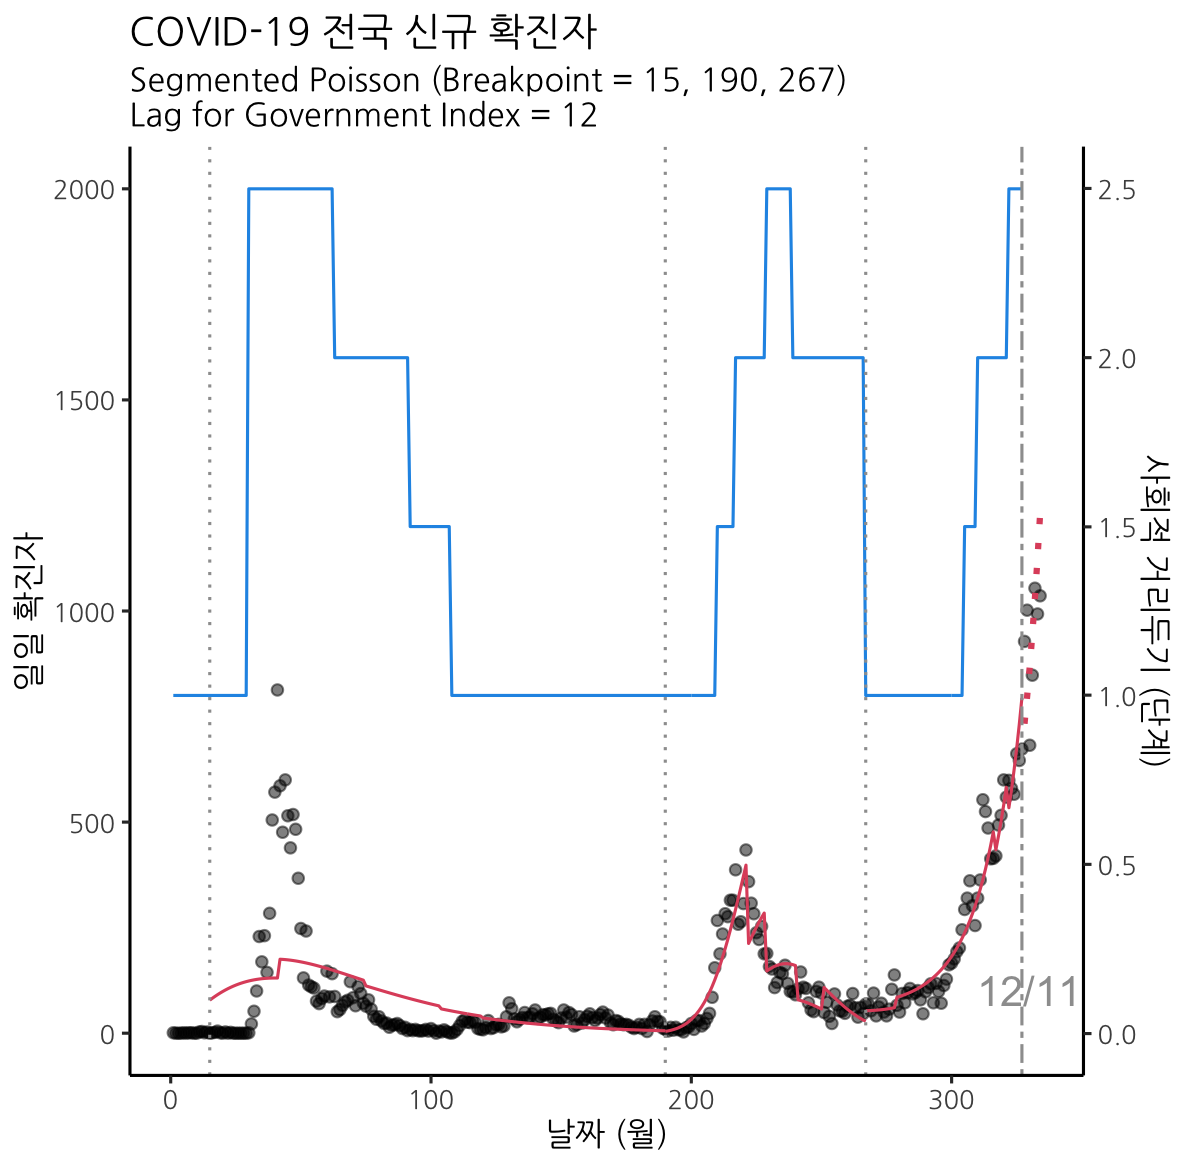 COVID-19 전국 신규 확진자
Segmented Poisson (Breakpoint = 15, 190, 267)
Lag for Government Index = 12
2000
1500
1000
500
0
일일 확진자
2.5
2.0
1.5
1.0
0.5
0.0
사회적 거리두기 (단계)
12/11
0
100
200
300
날짜 (월)